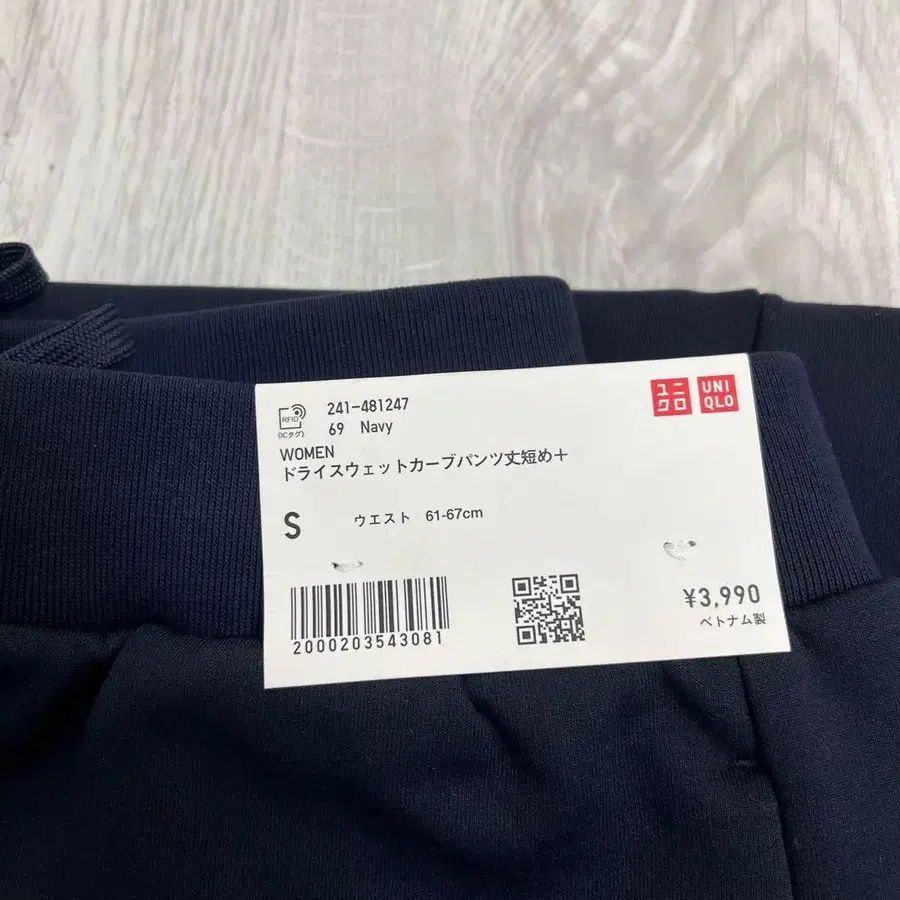 RFID
(ICタグ)
241-481247
69 Navy
ユニ
クロ
UNI
QLO
WOMEN
ドライスウェットカーブパンツ丈短め+
S
ウエスト 61-67cm
2000203543081
¥3,990
ベトナム製